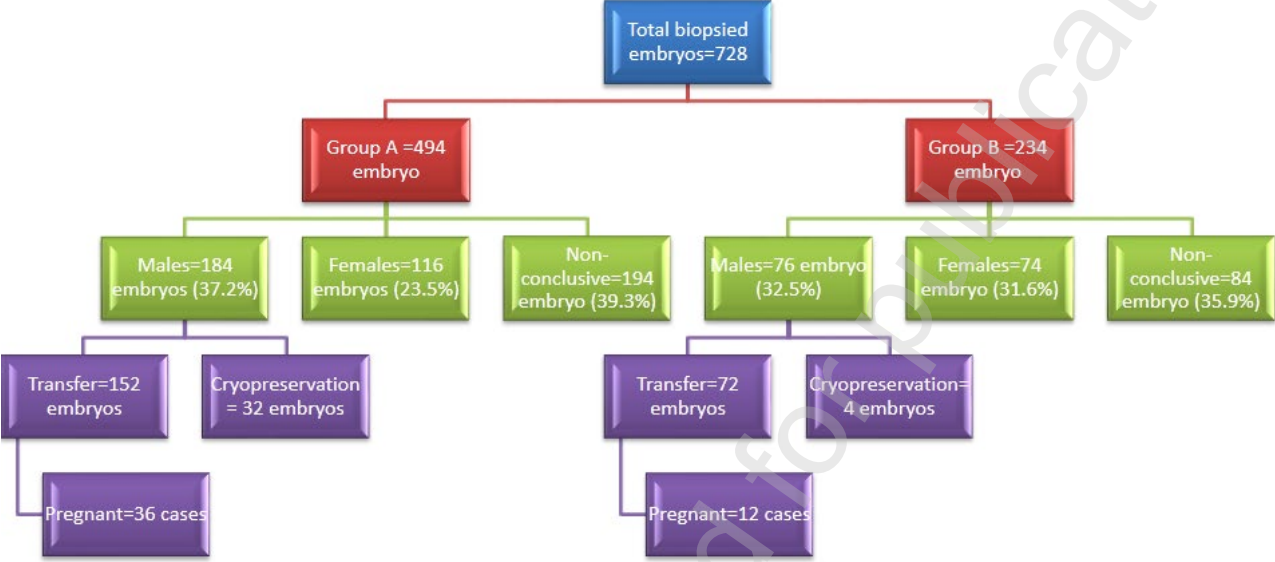 Total biopsied
embryos=728
Group A =494
embryo
Group B =234
embryo
Males=184
embryos (37.2%)
Females=116
embryos (23.5%)
Non-
conclusive=194
embryo (39.3%)
Males=76 embryo
(32.5%)
Females=74
embryo (31.6%)
Non-
conclusive=84
embryo (35.9%)
Transfer=152
embryos
Cryopreservation
= 32 embryos
Transfer=72
embryos
Cryopreservation=
4 embryos
Pregnant=36 cases
Pregnant=12 cases
for